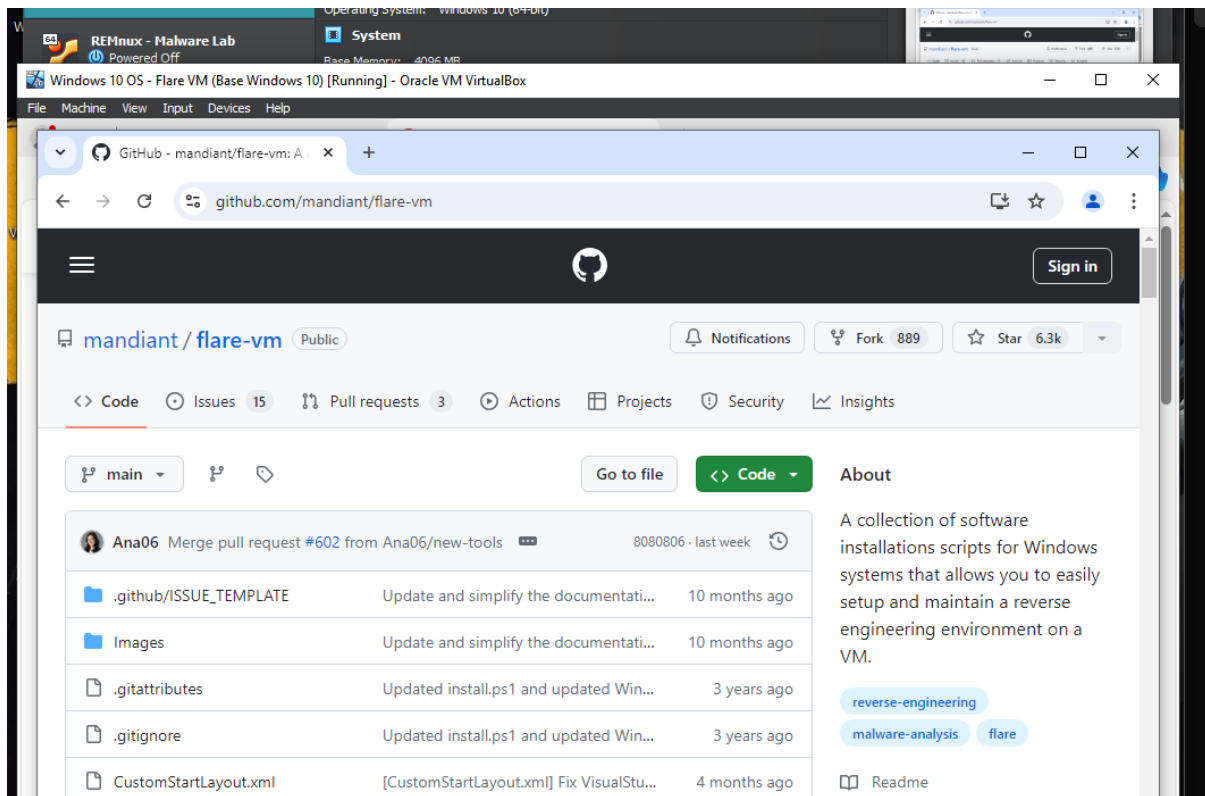 Operating System: Windows 10 (64-bit)
64
REMnux - Malware Lab
Powered Off
System
Base Memory: 4096 MB
Windows 10 OS - Flare VM (Base Windows 10) [Running] - Oracle VM VirtualBox
File Machine View Input Devices Help
GitHub - mandiant/flare-vm: A
github.com/mandiant/flare-vm
Sign in
mandiant / flare-vm Public
Notifications Fork 889 Star 6.3k
Code Issues 15 Pull requests 3 Actions Projects Security Insights
main Go to file Code
About
Ana06 Merge pull request #602 from Ana06/new-tools 8080806 · last week
.github/ISSUE_TEMPLATE Update and simplify the documentati... 10 months ago
Images Update and simplify the documentati... 10 months ago
.gitattributes Updated install.ps1 and updated Win... 3 years ago
.gitignore Updated install.ps1 and updated Win... 3 years ago
CustomStartLayout.xml [CustomStartLayout.xml] Fix VisualStu... 4 months ago
A collection of software
installations scripts for Windows
systems that allows you to easily
setup and maintain a reverse
engineering environment on a
VM.
reverse-engineering
malware-analysis flare
Readme